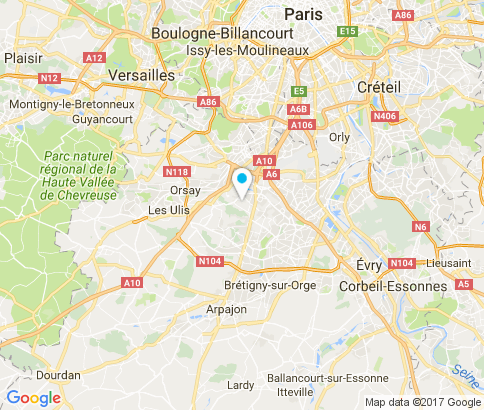 Paris
A86
Boulogne-Billancourt
E15
Issy-les-Moulineaux
Plaisir
A12
N12
Versailles
A4
E5
Créteil
Montigny-le-Bretonneux
A86
A6B
Guyancourt
A106
N406
Orly
Parc naturel
régional de la
Haute Vallée
de Chevreuse
A10
N118
A6
Orsay
Les Ulis
N6
N104
Évry
N104
Lieusaint
A10
Brétigny-sur-Orge
Corbeil-Essonnes
A5
Arpajon
Seine
Dourdan
Lardy
Ballancourt-sur-Essonne
Itteville
Google
Map data ©2017 Google